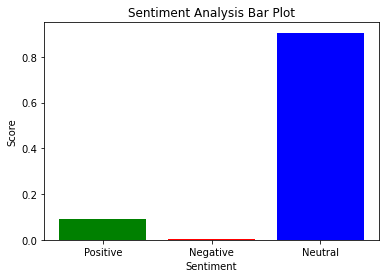 Sentiment Analysis Bar Plot
0.8
0.6
0.4
0.2
0.0
Score
Positive Negative Neutral
Sentiment